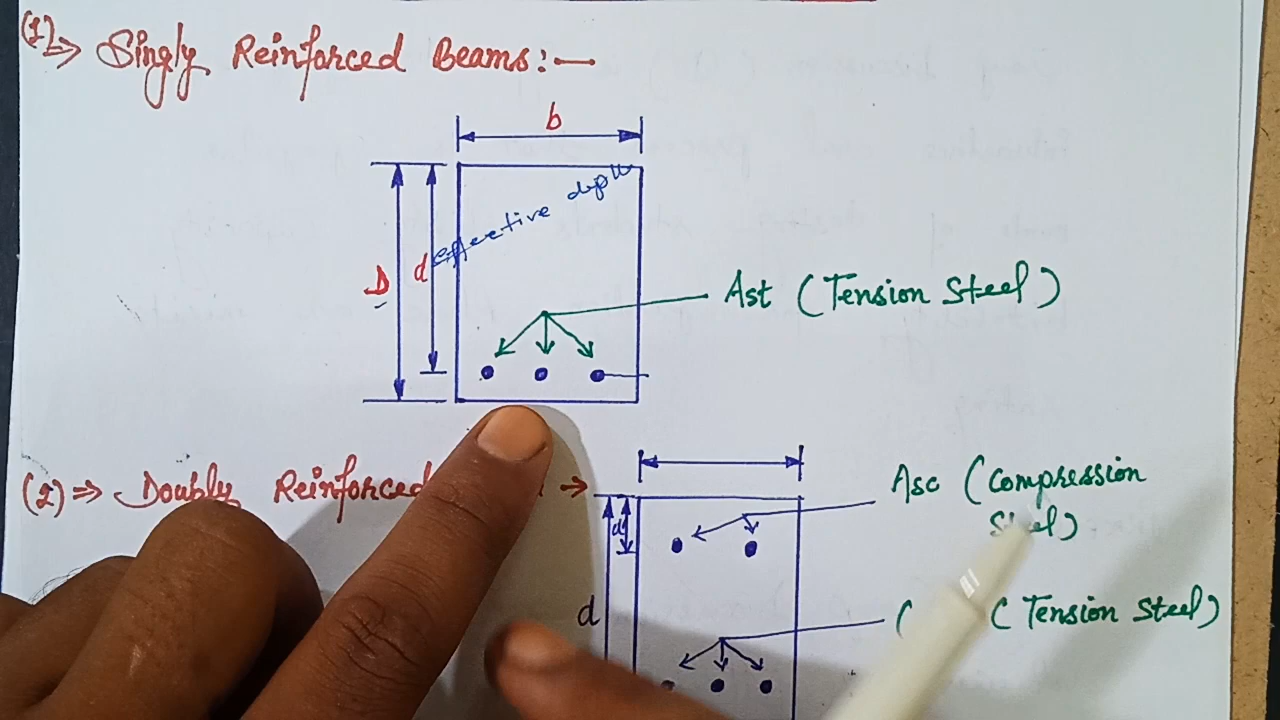 (1)⇒ Singly Reinforced Beams:—
b
effective depth
d
D
Ast (Tension Steel)
(2)⇒ Doubly Reinforced →
Asc (Compression
Steel)
d'
d
( (Tension Steel)